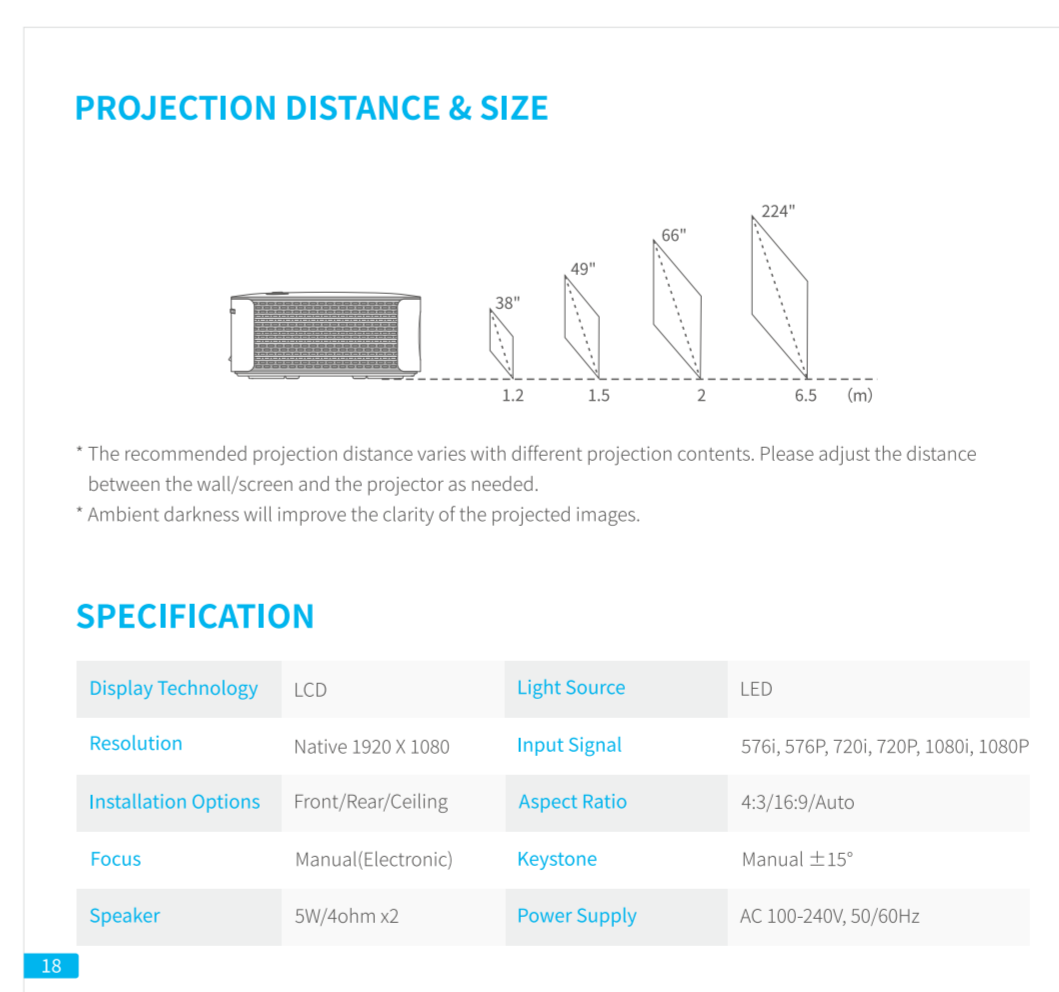 PROJECTION DISTANCE & SIZE
224"
66"
49"
38"
1.2 1.5 2 6.5 (m)
* The recommended projection distance varies with different projection contents. Please adjust the distance
between the wall/screen and the projector as needed.
* Ambient darkness will improve the clarity of the projected images.
SPECIFICATION
Display Technology LCD Light Source LED
Resolution Native 1920 X 1080 Input Signal 576i, 576P, 720i, 720P, 1080i, 1080P
Installation Options Front/Rear/Ceiling Aspect Ratio 4:3/16:9/Auto
Focus Manual(Electronic) Keystone Manual ±15°
Speaker 5W/4ohm x2 Power Supply AC 100-240V, 50/60Hz
18